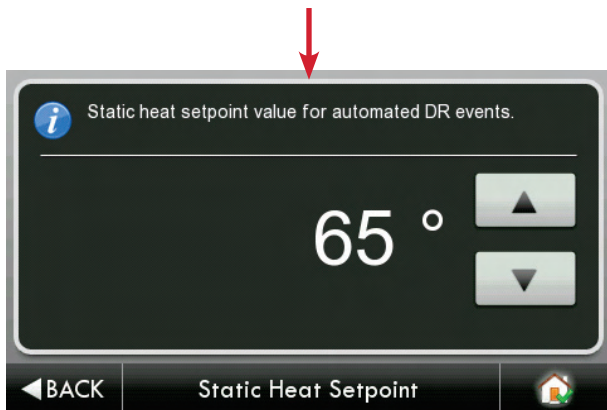 Static heat setpoint value for automated DR events.
65 °
BACK
Static Heat Setpoint